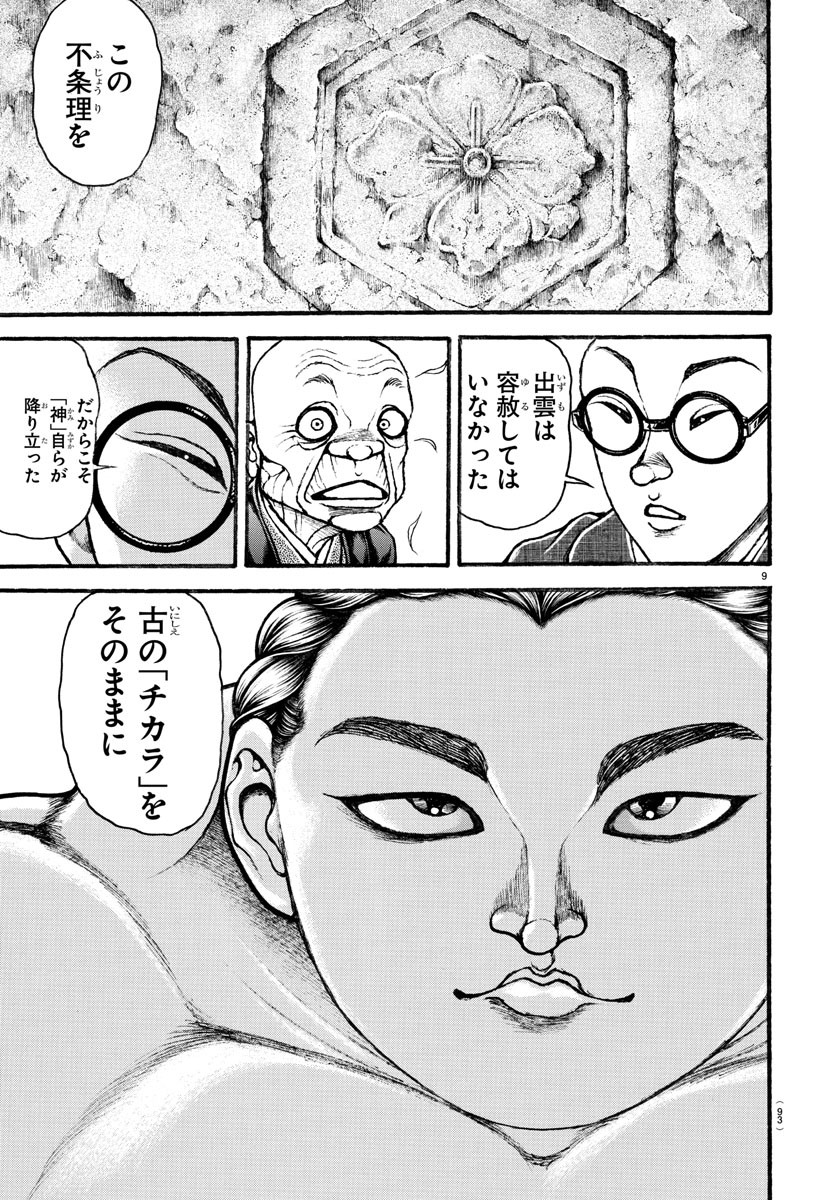 この
不条理を
出雲は
容赦しては
いなかった
だからこそ
「神」自らが
降り立った
9
古の「チカラ」を
そのままに
(93)